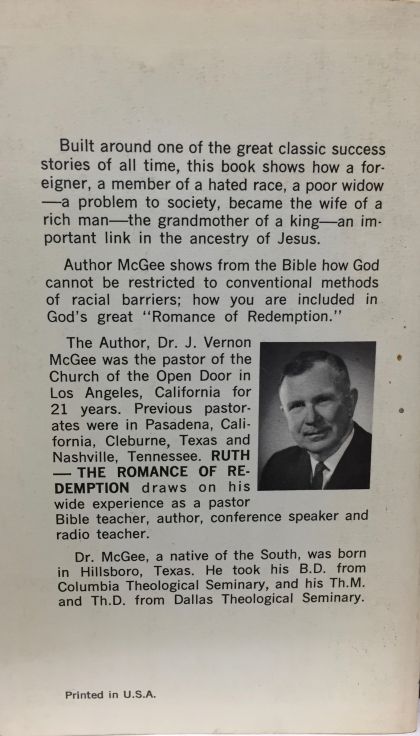 Built around one of the great classic success
stories of all time, this book shows how a for-
eigner, a member of a hated race, a poor widow
—a problem to society, became the wife of a
rich man—the grandmother of a king—an im-
portant link in the ancestry of Jesus.
Author McGee shows from the Bible how God
cannot be restricted to conventional methods
of racial barriers; how you are included in
God's great "Romance of Redemption."
The Author, Dr. J. Vernon
McGee was the pastor of the
Church of the Open Door in
Los Angeles, California for
21 years. Previous pastor-
ates were in Pasadena, Cali-
fornia, Cleburne, Texas and
Nashville, Tennessee. RUTH
— THE ROMANCE OF RE-
DEMPTION draws on his
wide experience as a pastor
Bible teacher, author, conference speaker and
radio teacher.
Dr. McGee, a native of the South, was born
in Hillsboro, Texas. He took his B.D. from
Columbia Theological Seminary, and his Th.M.
and Th.D. from Dallas Theological Seminary.
Printed in U.S.A.